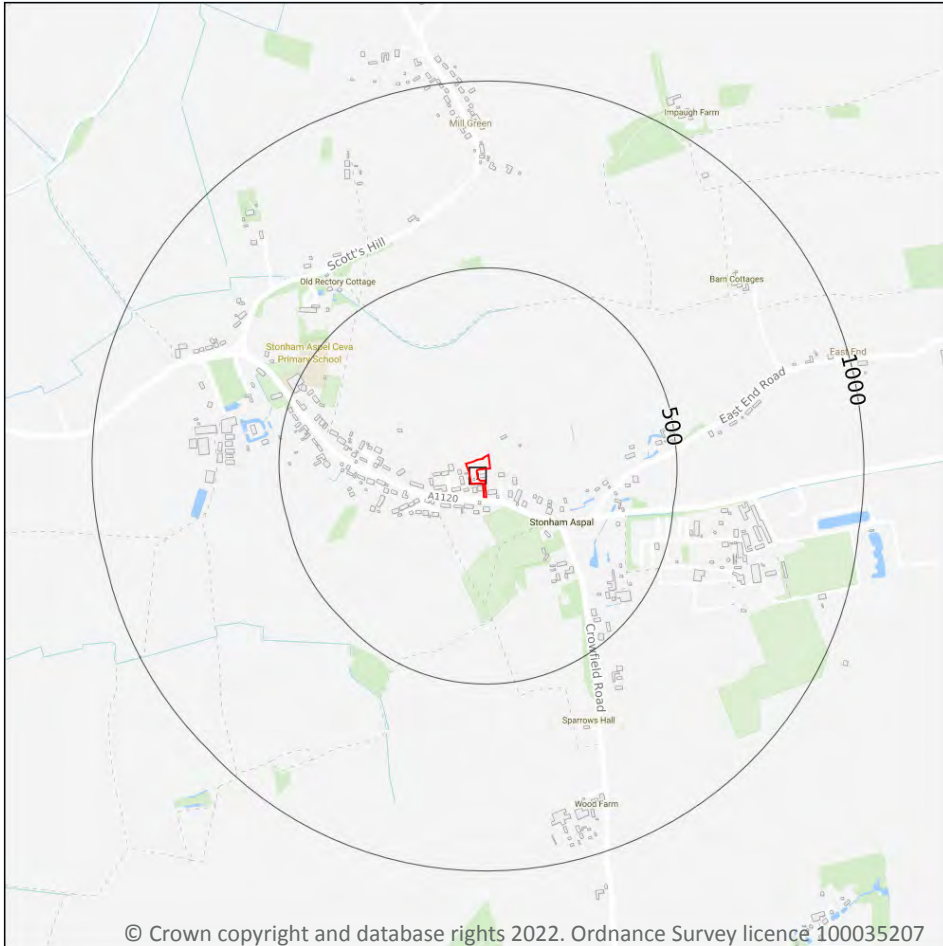 Mill Green
Impaugh Farm
Scott's Hill
Old Rectory Cottage
Barn Cottages
Stonham Aspel Ceva
Primary School
East End
1000
East End Road
500
A1120
Stonham Aspal
Crowfield Road
Sparrows Hall
Wood Farm
© Crown copyright and database rights 2022. Ordnance Survey licence 100035207